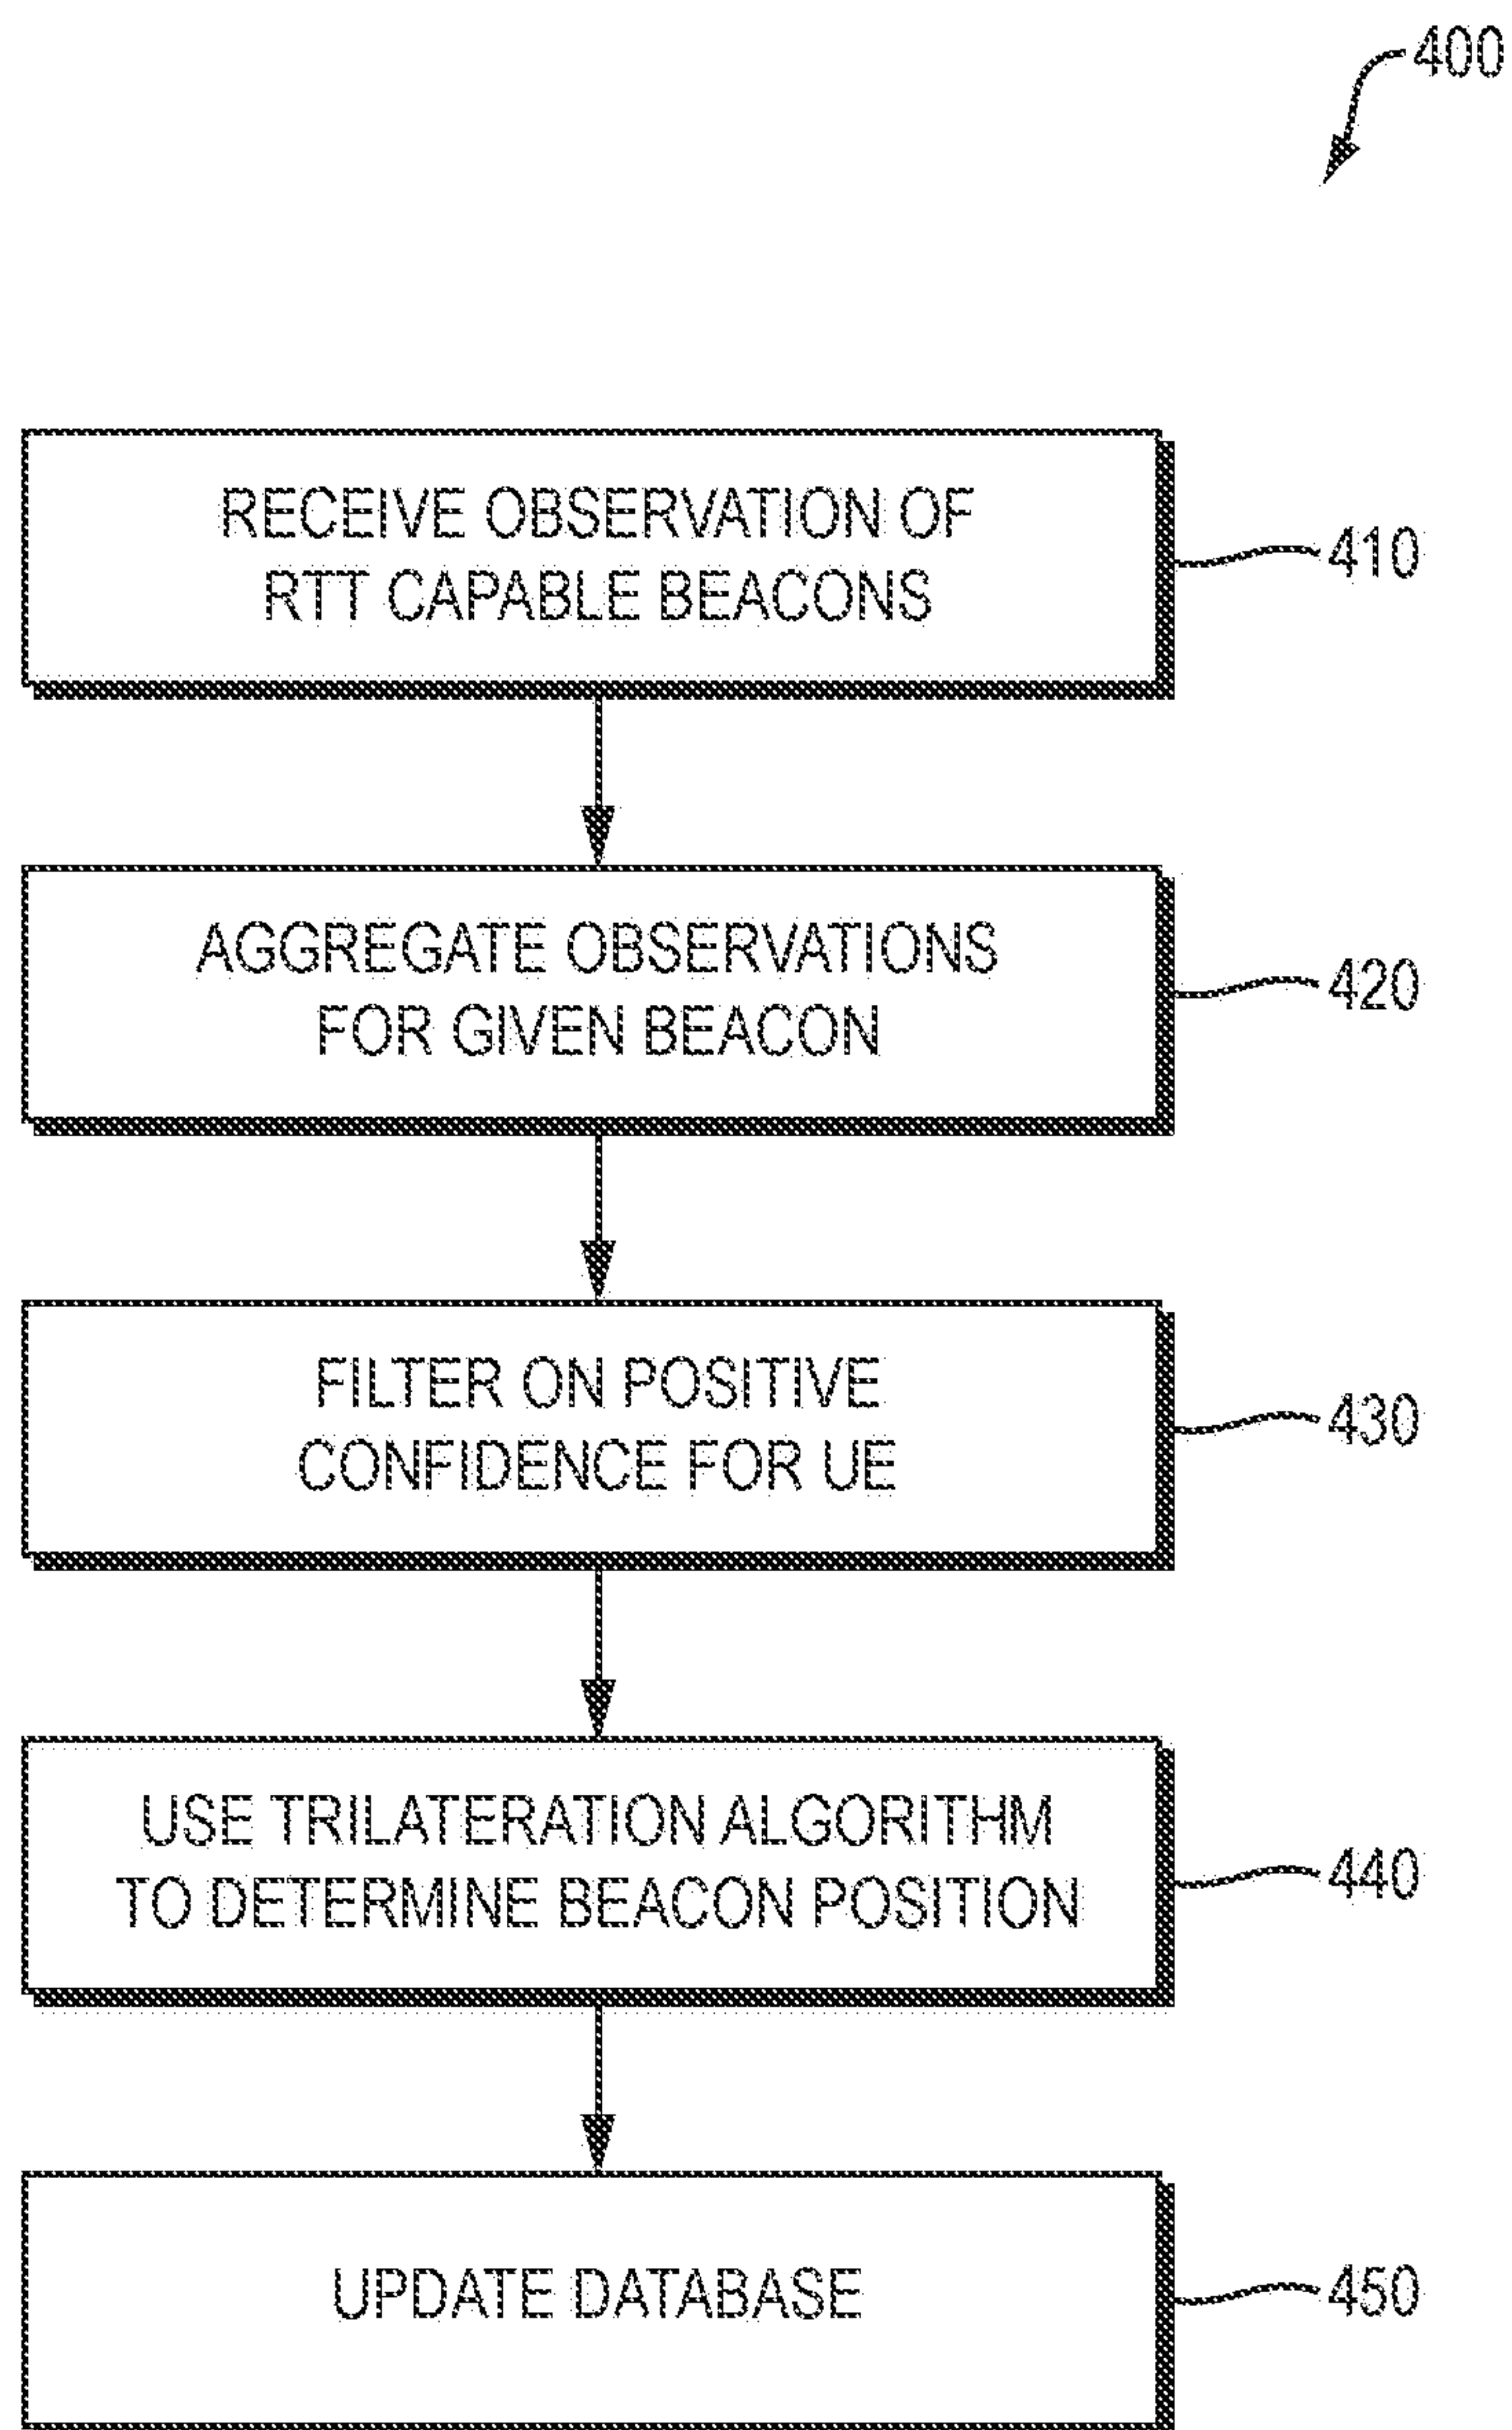 400
RECEIVE OBSERVATION OF
RTT CAPABLE BEACONS
410
AGGREGATE OBSERVATIONS
FOR GIVEN BEACON
420
FILTER ON POSITIVE
CONFIDENCE FOR UE
430
USE TRILATERATION ALGORITHM
TO DETERMINE BEACON POSITION
440
UPDATE DATABASE
450